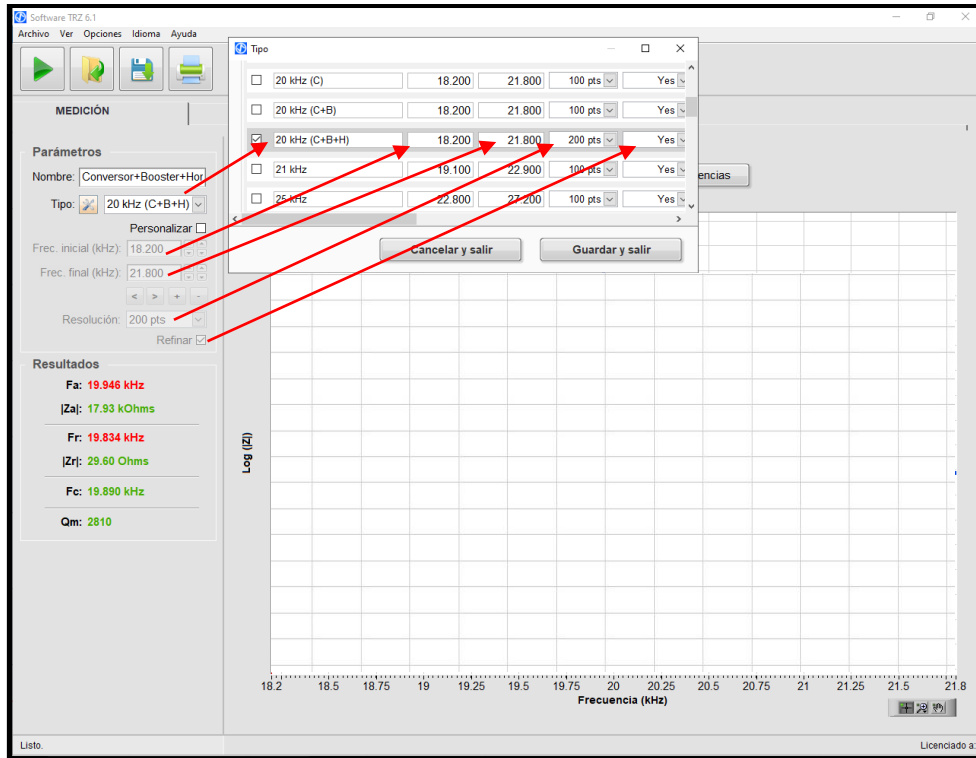 Software TRZ 6.1
Archivo Ver Opciones Idioma Ayuda
MEDICIÓN
Parámetros
Nombre: Conversor+Booster+Hor
Tipo: 20 kHz (C+B+H)
Personalizar
Frec. inicial (kHz): 18.200
Frec. final (kHz): 21.800
< > + -
Resolución: 200 pts
Refinar
Resultados
Fa: 19.946 kHz
|Za|: 17.93 kOhms
Fr: 19.834 kHz
|Zr|: 29.60 Ohms
Fc: 19.890 kHz
Qm: 2810
Tipo
20 kHz (C) 18.200 21.800 100 pts Yes
20 kHz (C+B) 18.200 21.800 100 pts Yes
20 kHz (C+B+H) 18.200 21.800 200 pts Yes
21 kHz 19.100 22.900 100 pts Yes
25 kHz 22.800 27.200 100 pts Yes
Cancelar y salir Guardar y salir
encias
Log (|Z|)
18.2 18.5 18.75 19 19.25 19.5 19.75 20 20.25 20.5 20.75 21 21.25 21.5 21.8
Frecuencia (kHz)
Listo.
Licenciado a: